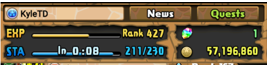 KyleTD News Quests
EXP Rank 427 1
STA In 0:08 211/230 57,196,860